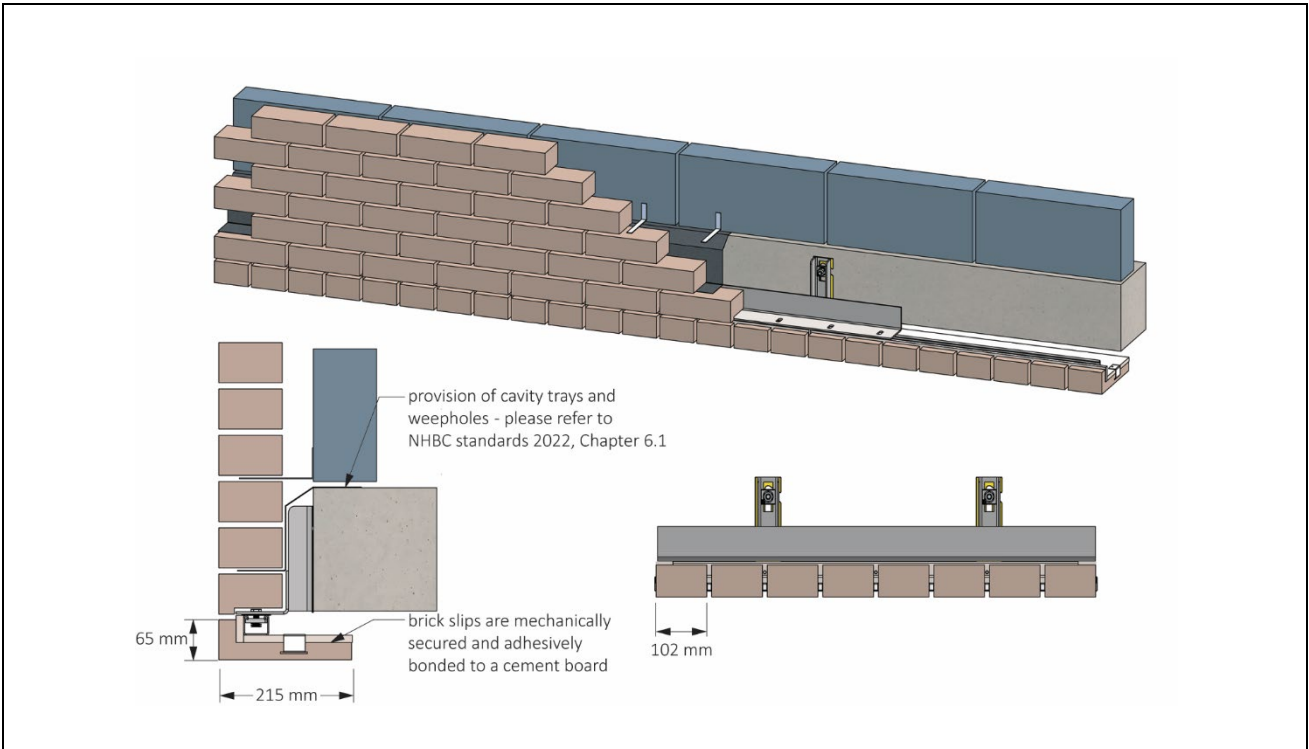 provision of cavity trays and
weepholes - please refer to
NHBC standards 2022, Chapter 6.1
brick slips are mechanically
secured and adhesively
bonded to a cement board
65 mm
215 mm
102 mm